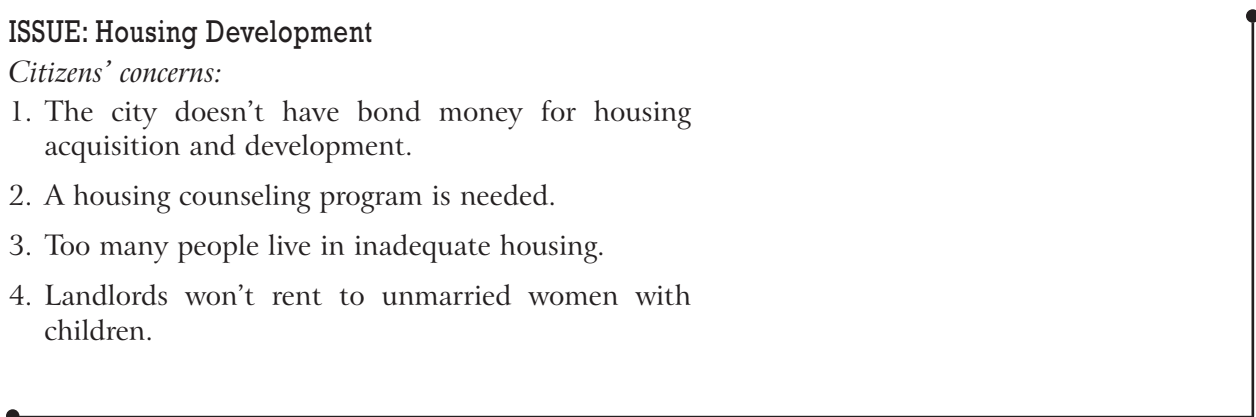 ISSUE: Housing Development
Citizens’ concerns:
1. The city doesn’t have bond money for housing
acquisition and development.
2. A housing counseling program is needed.
3. Too many people live in inadequate housing.
4. Landlords won’t rent to unmarried women with
children.